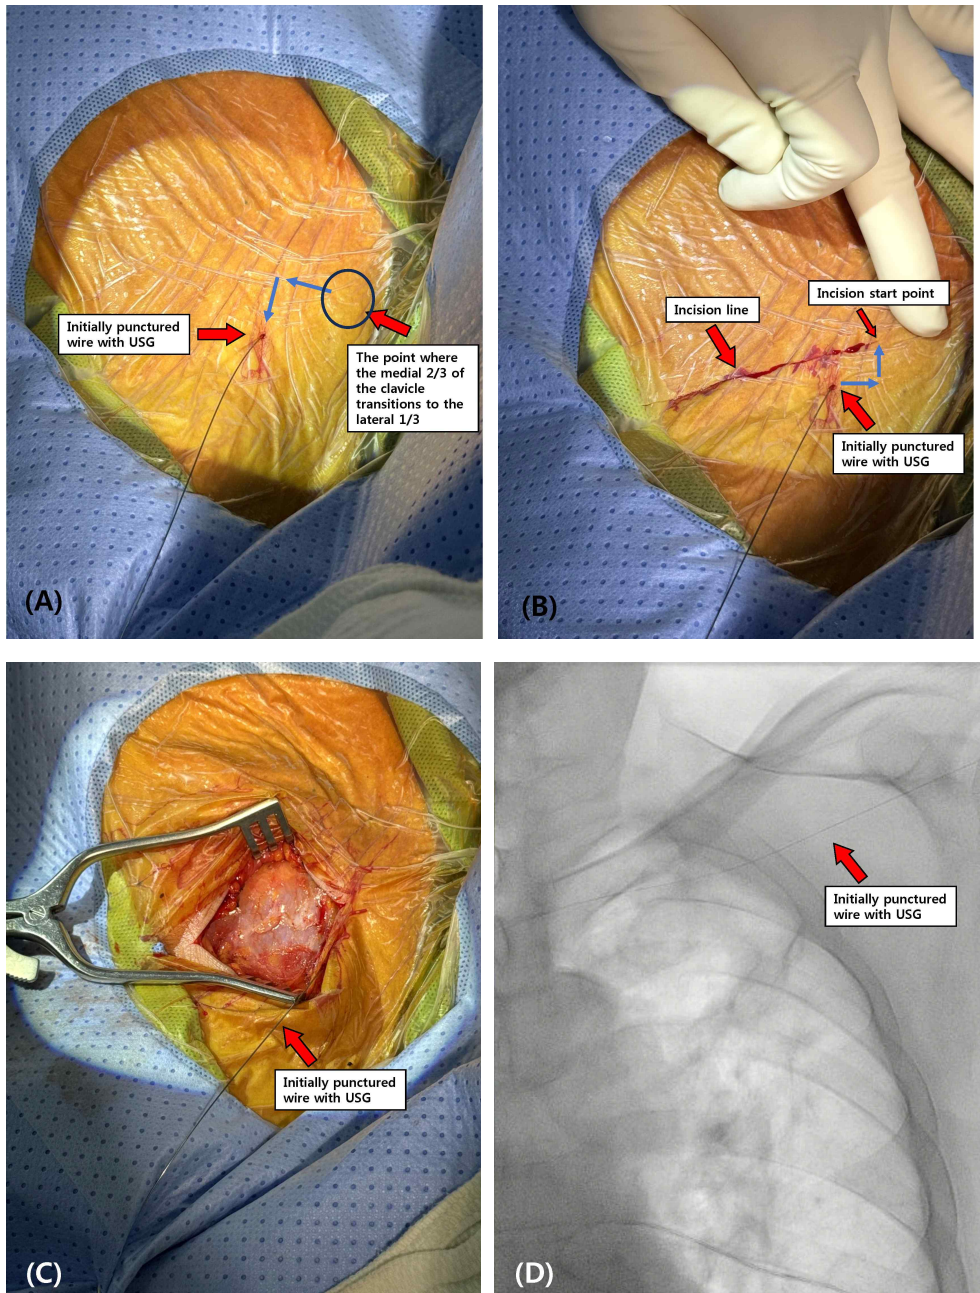 Initially punctured
wire with USG
The point where
the medial 2/3 of
the clavicle
transitions to the
lateral 1/3
(A)
Incision start point
Incision line
Initially punctured
wire with USG
(B)
Initially punctured
wire with USG
(C)
Initially punctured
wire with USG
(D)